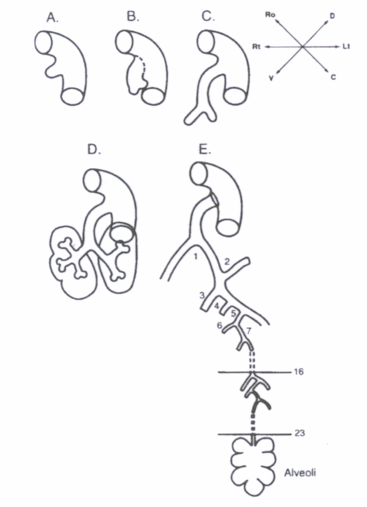 A. B. C.
Ro D
Rt Lt
V C
D. E.
1 2
3
4
5
6 7
16
23
Alveoli